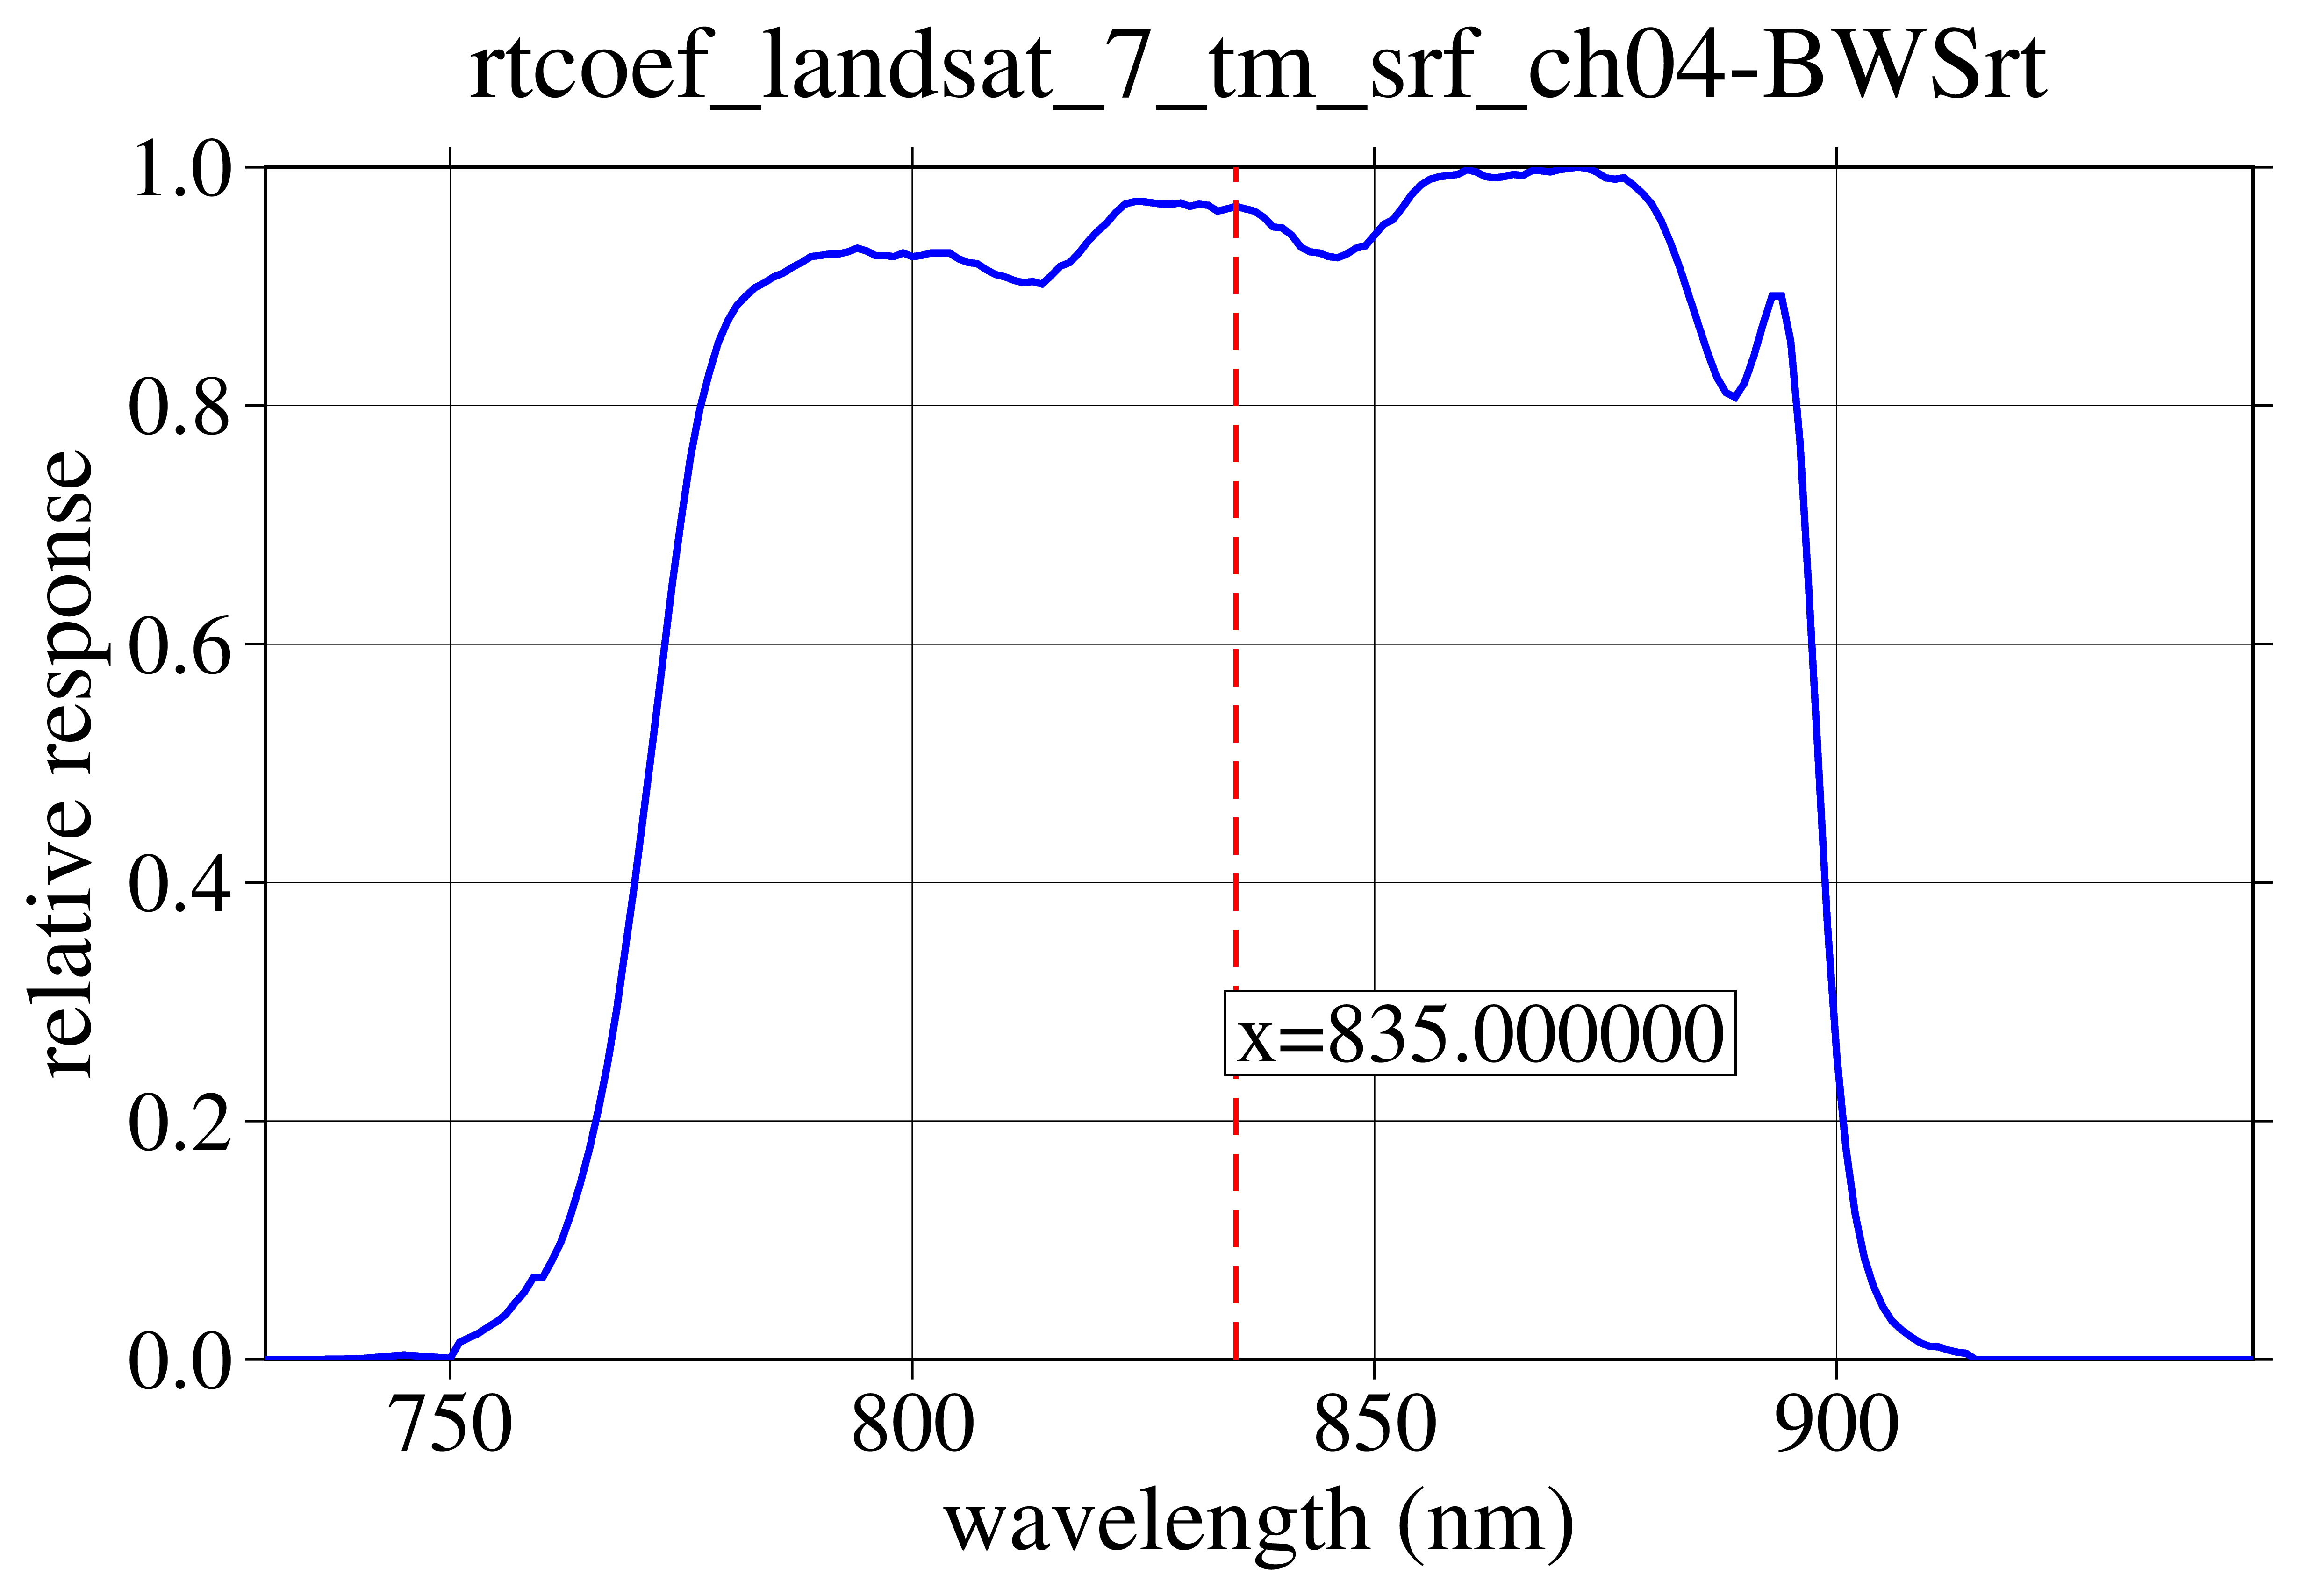 rtcoef_landsat_7_tm_srf_ch04-BWSrt
1.0
0.8
0.6
0.4
0.2
0.0
relative response
x=835.000000
750 800 850 900
wavelength (nm)